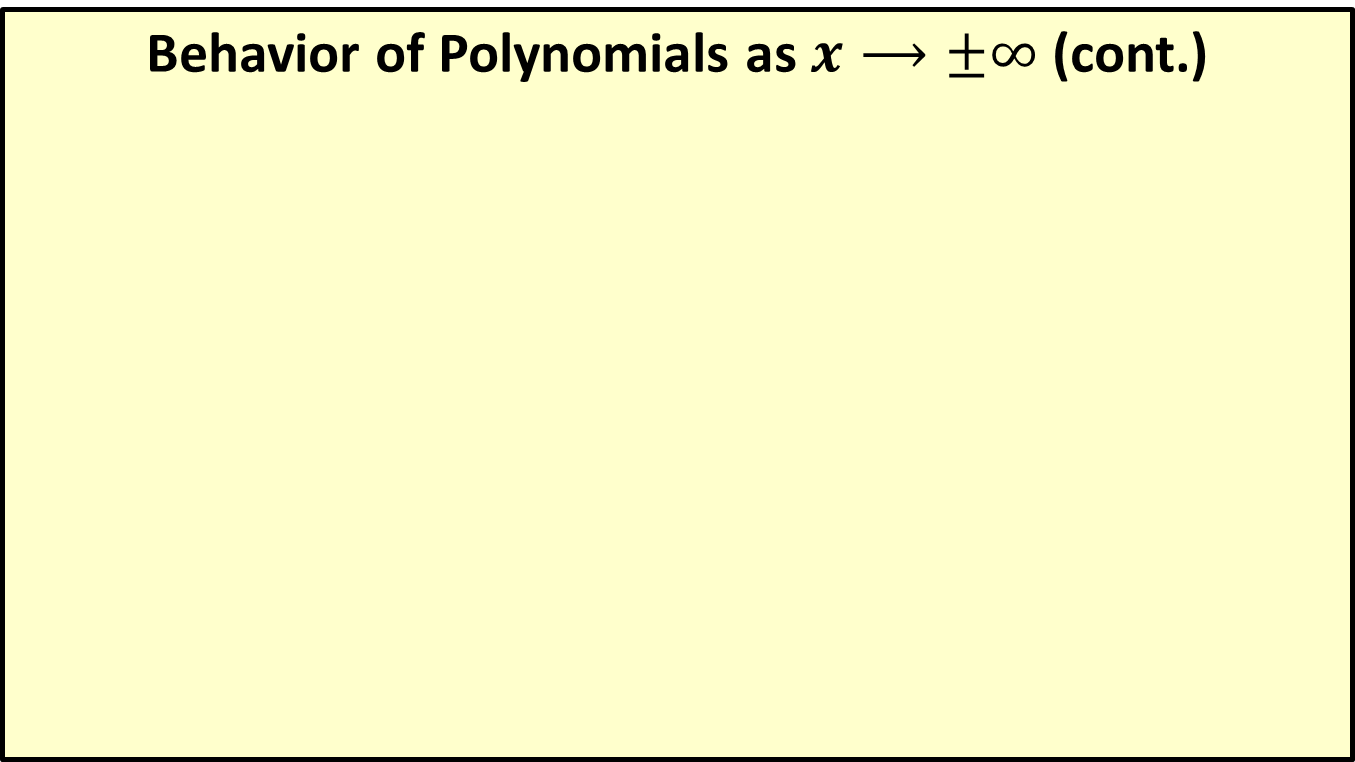 Behavior of Polynomials as x ⟶ ±∞ (cont.)